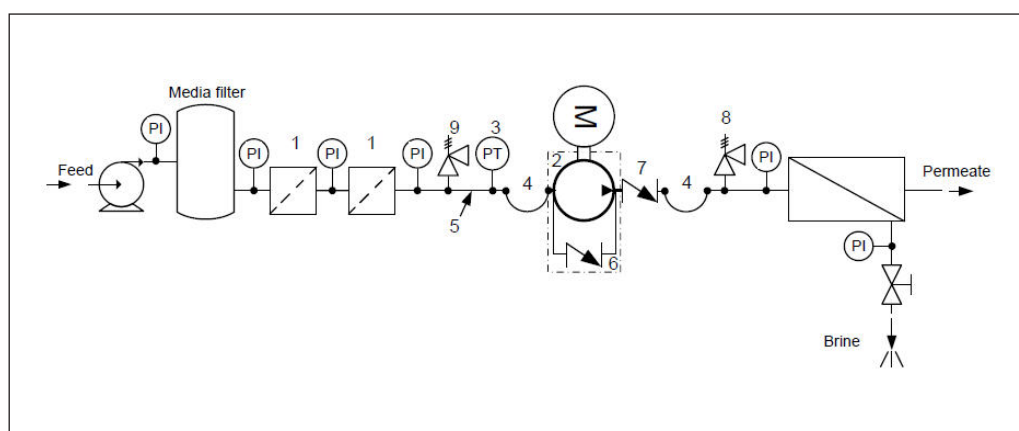 Media filter
Feed
PI
PI
1
PI
1
PI
9
3
PT
4
5
2
M
6
7
4
8
PI
Permeate
PI
Brine